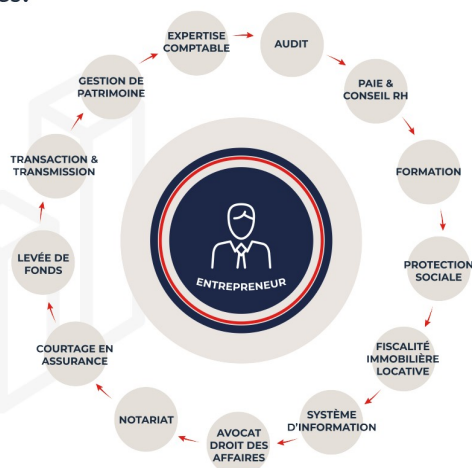 EXPERTISE
COMPTABLE
AUDIT
PAIE &
CONSEIL RH
FORMATION
PROTECTION
SOCIALE
FISCALITÉ
IMMOBILIÈRE
LOCATIVE
SYSTÈME
D'INFORMATION
AVOCAT
DROIT DES
AFFAIRES
NOTARIAT
COURTAGE EN
ASSURANCE
LEVÉE DE
FONDS
TRANSACTION &
TRANSMISSION
GESTION DE
PATRIMOINE
ENTREPRENEUR